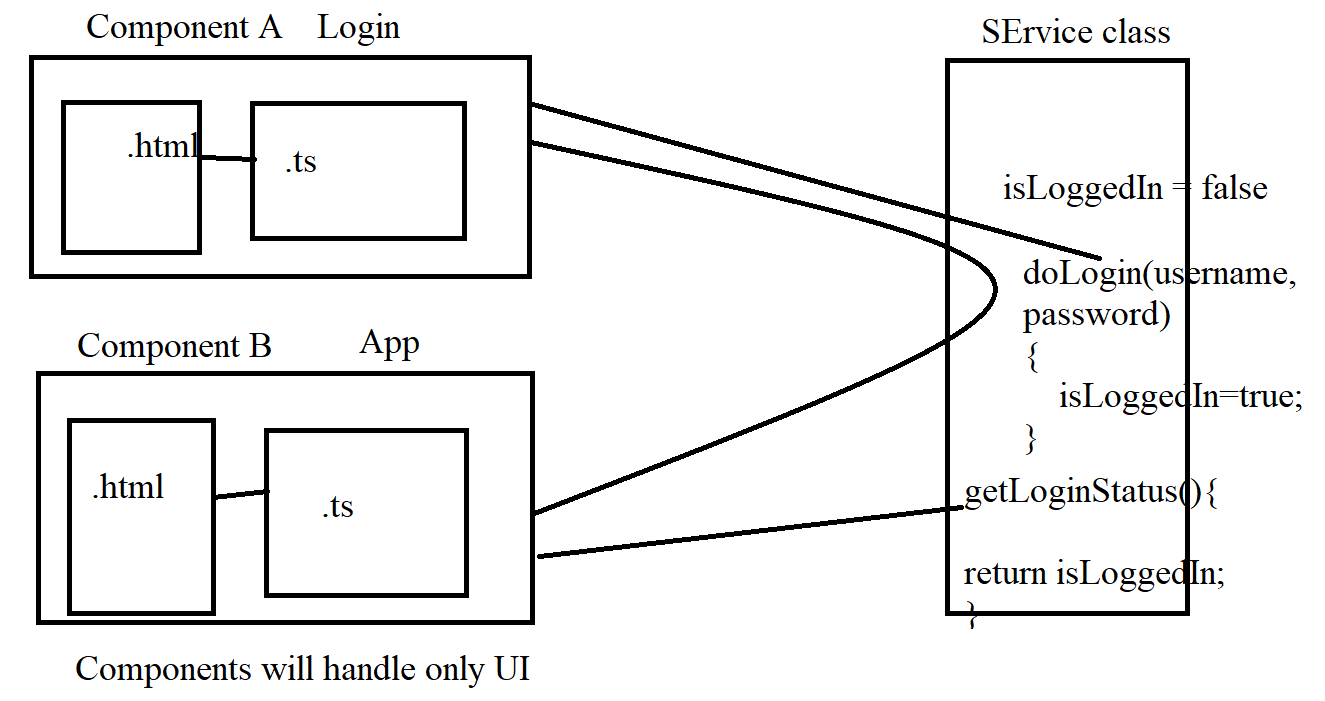 Component A Login
.html
.ts
Component B App
.html
.ts
Components will handle only UI
SErvice class
isLoggedIn = false
doLogin(username,
password)
{
isLoggedIn=true;
}
getLoginStatus(){
return isLoggedIn;
}